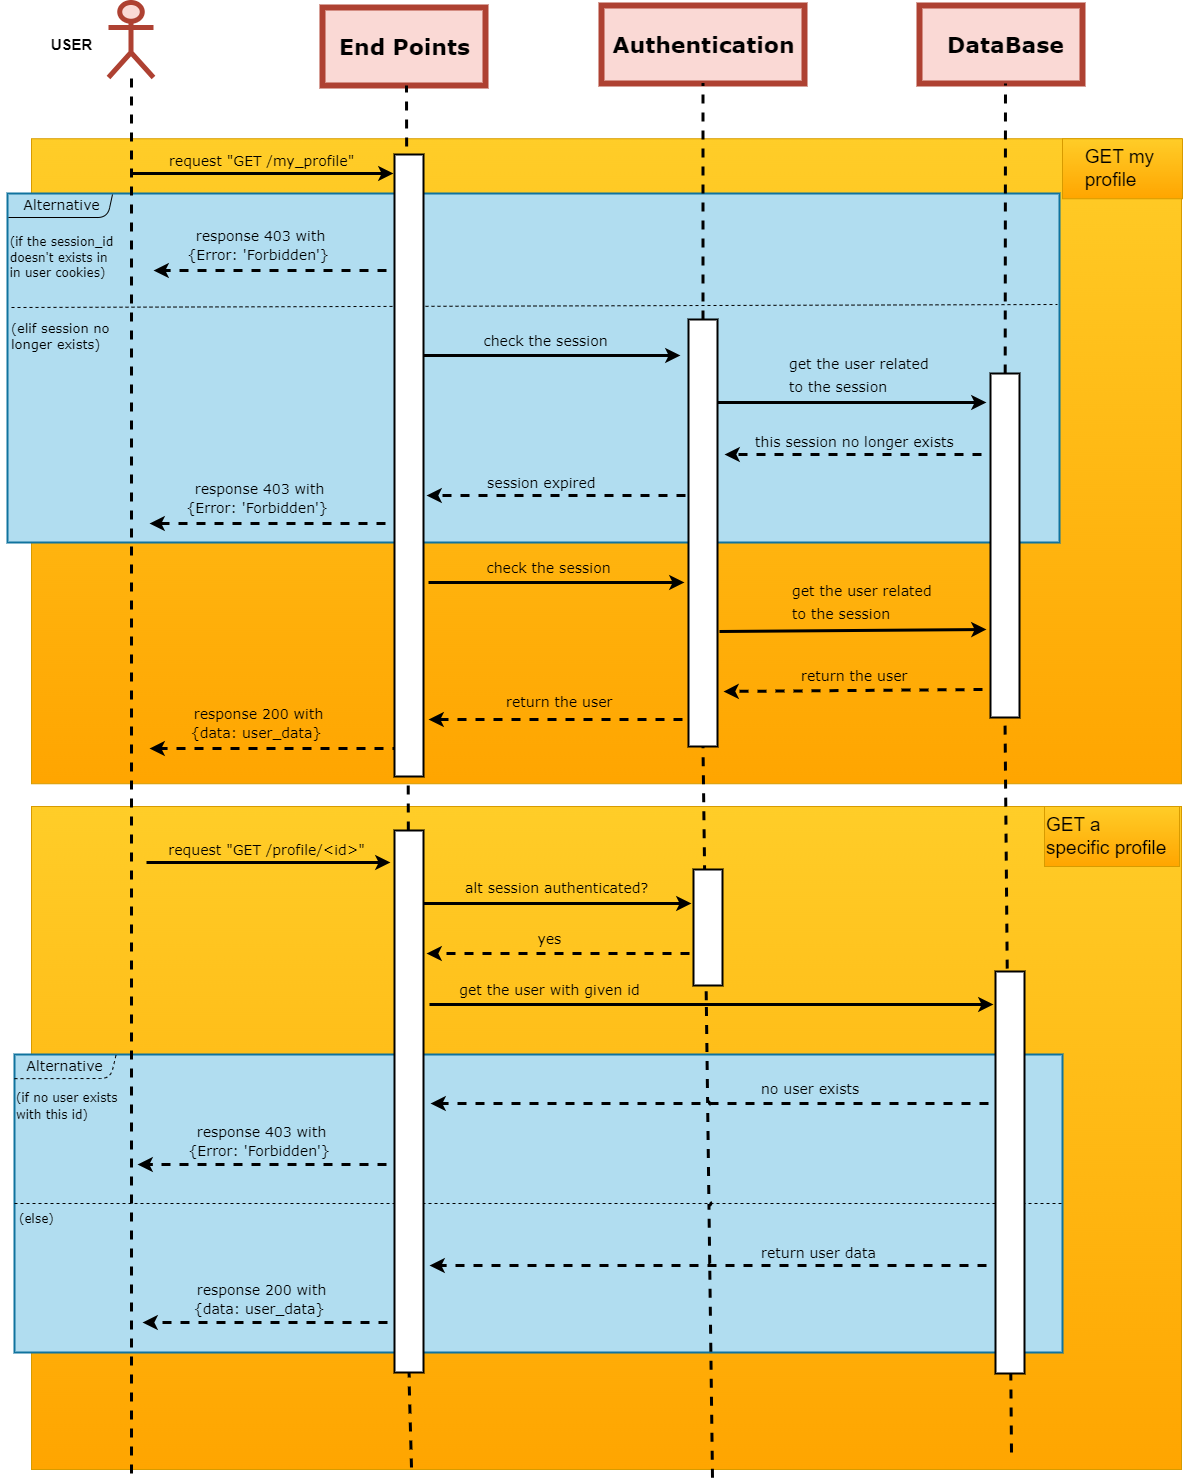 USER
End Points
Authentication
DataBase
GET my
profile
request "GET /my_profile"
Alternative
(if the session_id
doesn't exists in
in user cookies)
response 403 with
{Error: 'Forbidden'}
(elif session no
longer exists)
check the session
get the user related
to the session
this session no longer exists
session expired
response 403 with
{Error: 'Forbidden'}
check the session
get the user related
to the session
return the user
return the user
response 200 with
{data: user_data}
GET a
specific profile
request "GET /profile/<id>"
alt session authenticated?
yes
get the user with given id
Alternative
(if no user exists
with this id)
no user exists
response 403 with
{Error: 'Forbidden'}
(else)
return user data
response 200 with
{data: user_data}